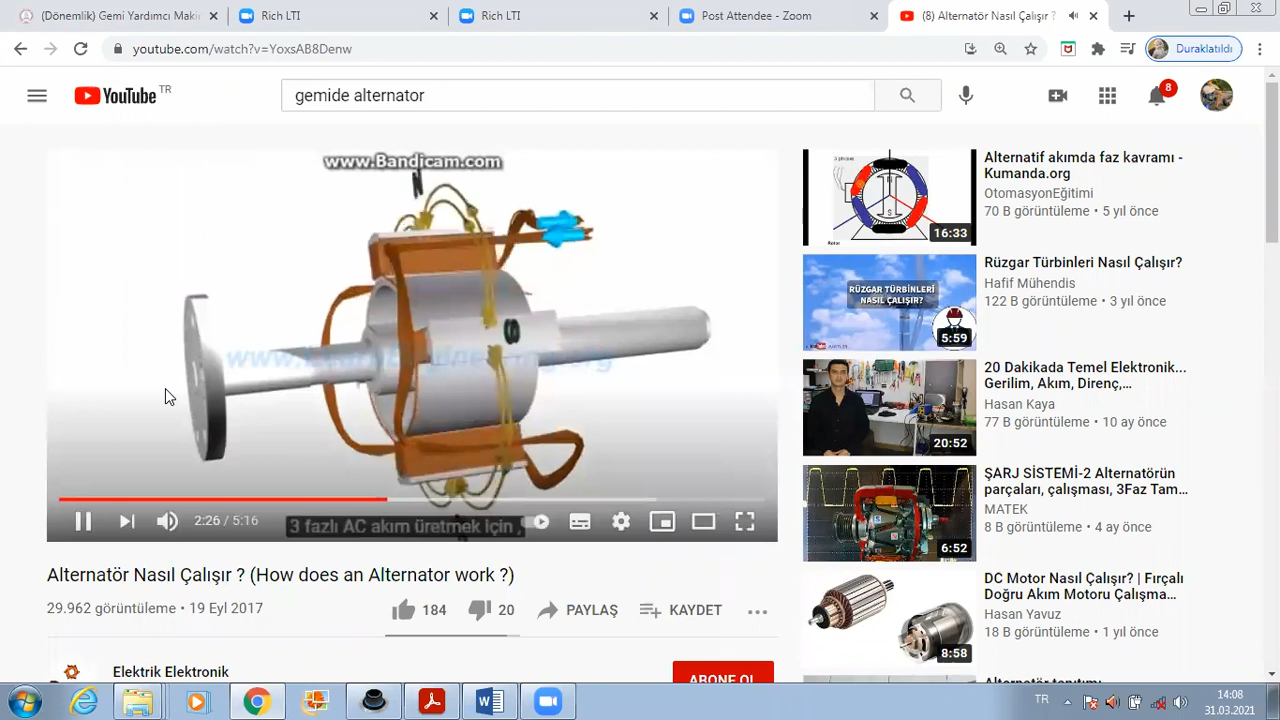 (Dönemlik) Gemi Yardımcı Mak
Rich LTI
Rich LTI
Post Attendee - Zoom
(8) Alternatör Nasıl Çalışır ?
youtube.com/watch?v=YoxsAB8Denw
Duraklatıldı
YouTube TR
gemide alternator
8
www.Bandicam.com
N
2:26 / 5:16
3 fazlı AC akım üretmek için ,
Alternatör Nasıl Çalışır ? (How does an Alternator work ?)
29.962 görüntüleme • 19 Eyl 2017
184
20
PAYLAŞ
KAYDET
Elektrik Elektronik
ABONE OL
16:33
Alternatif akımda faz kavramı -
Kumanda.org
OtomasyonEğitimi
70 B görüntüleme • 5 yıl önce
RÜZGAR TÜRBİNLERİ
NASIL ÇALIŞIR?
5:59
Rüzgar Türbinleri Nasıl Çalışır?
Hafif Mühendis
122 B görüntüleme • 3 yıl önce
20:52
20 Dakikada Temel Elektronik...
Gerilim, Akım, Direnç,...
Hasan Kaya
77 B görüntüleme • 10 ay önce
6:52
ŞARJ SİSTEMİ-2 Alternatörün
parçaları, çalışması, 3Faz Tam...
MATEK
8 B görüntüleme • 4 ay önce
8:58
DC Motor Nasıl Çalışır? | Fırçalı
Doğru Akım Motoru Çalışma...
Hasan Yavuz
18 B görüntüleme • 1 yıl önce
Alternatör tanıtımı
TR
14:08
31.03.2021